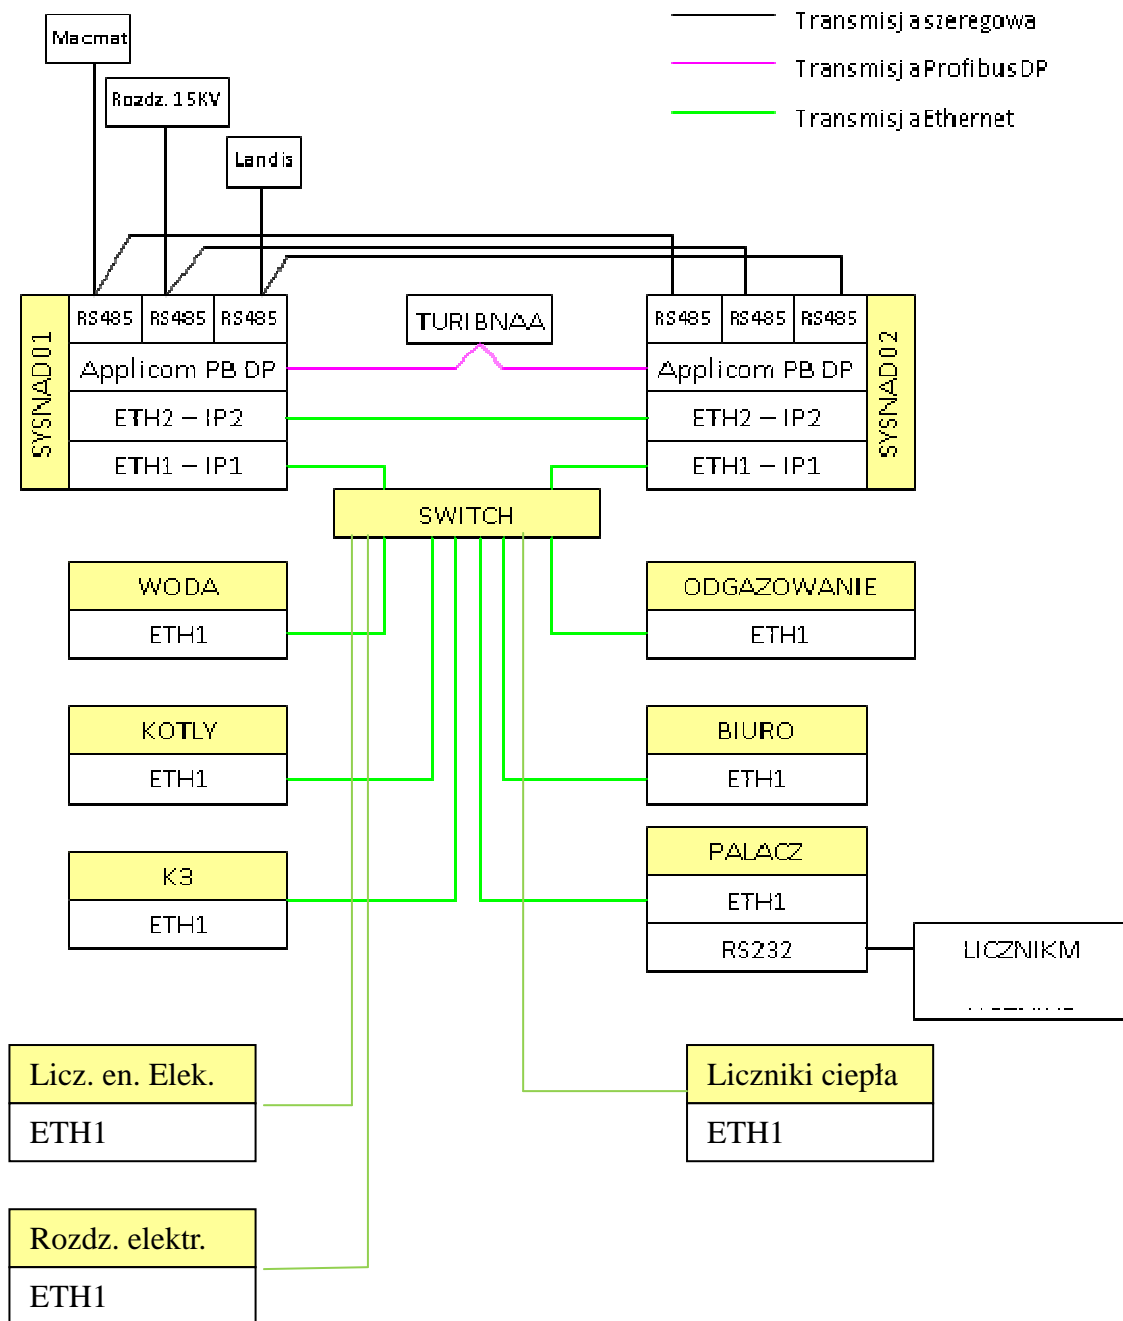 Macmat
Rozdz. 15KV
Landis
Transmisja szeregowa
Transmisja Profibus DP
Transmisja Ethernet
SYSNAD01
RS485 RS485 RS485
Applicom PB DP
ETH2 – IP2
ETH1 – IP1
TURIBNAA
RS485 RS485 RS485
Applicom PB DP
ETH2 – IP2
ETH1 – IP1
SYSNAD02
SWITCH
WODA
ETH1
ODGAZOWANIE
ETH1
KOTLY
ETH1
BIURO
ETH1
K3
ETH1
PALACZ
ETH1
RS232
LICZNIKM
Licz. en. Elek.
ETH1
Liczniki ciepła
ETH1
Rozdz. elektr.
ETH1